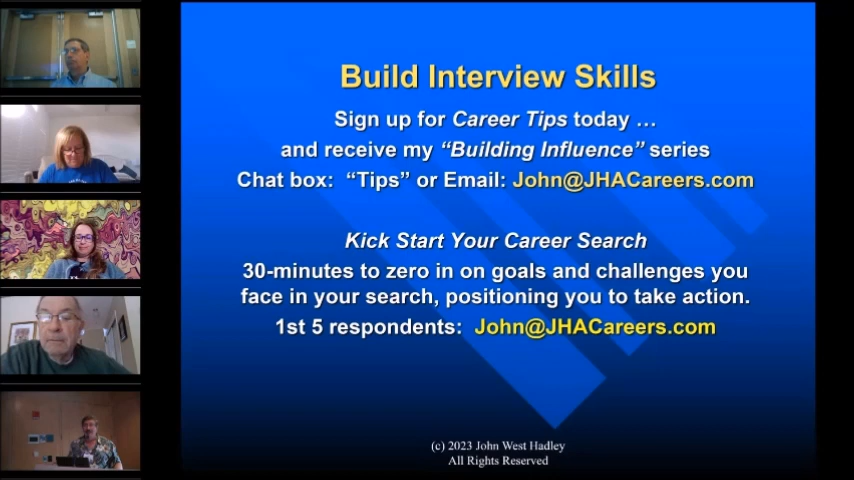 Build Interview Skills
Sign up for Career Tips today …
and receive my “Building Influence” series
Chat box: “Tips” or Email: John@JHACareers.com
Kick Start Your Career Search
30-minutes to zero in on goals and challenges you
face in your search, positioning you to take action.
1st 5 respondents: John@JHACareers.com
(c) 2023 John West Hadley
All Rights Reserved